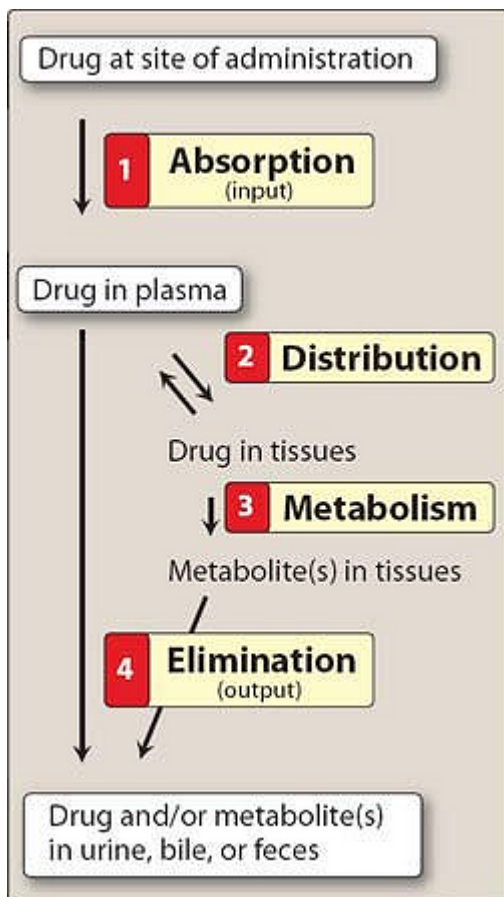 Drug at site of administration
1 Absorption
(input)
Drug in plasma
2 Distribution
Drug in tissues
3 Metabolism
Metabolite(s) in tissues
4 Elimination
(output)
Drug and/or metabolite(s)
in urine, bile, or feces